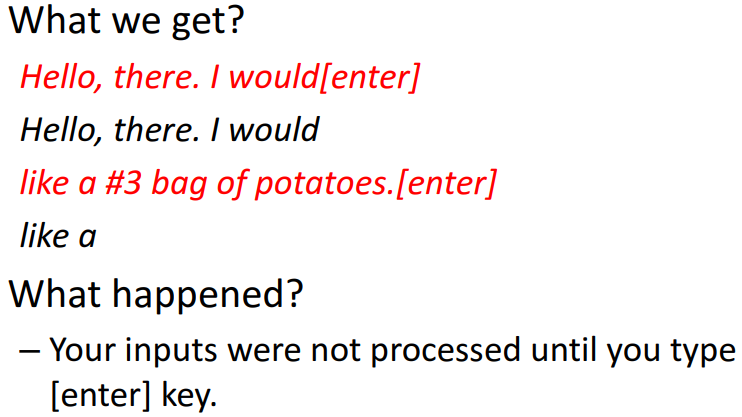 What we get?
Hello, there. I would[enter]
Hello, there. I would
like a #3 bag of potatoes.[enter]
like a
What happened?
– Your inputs were not processed until you type
[enter] key.